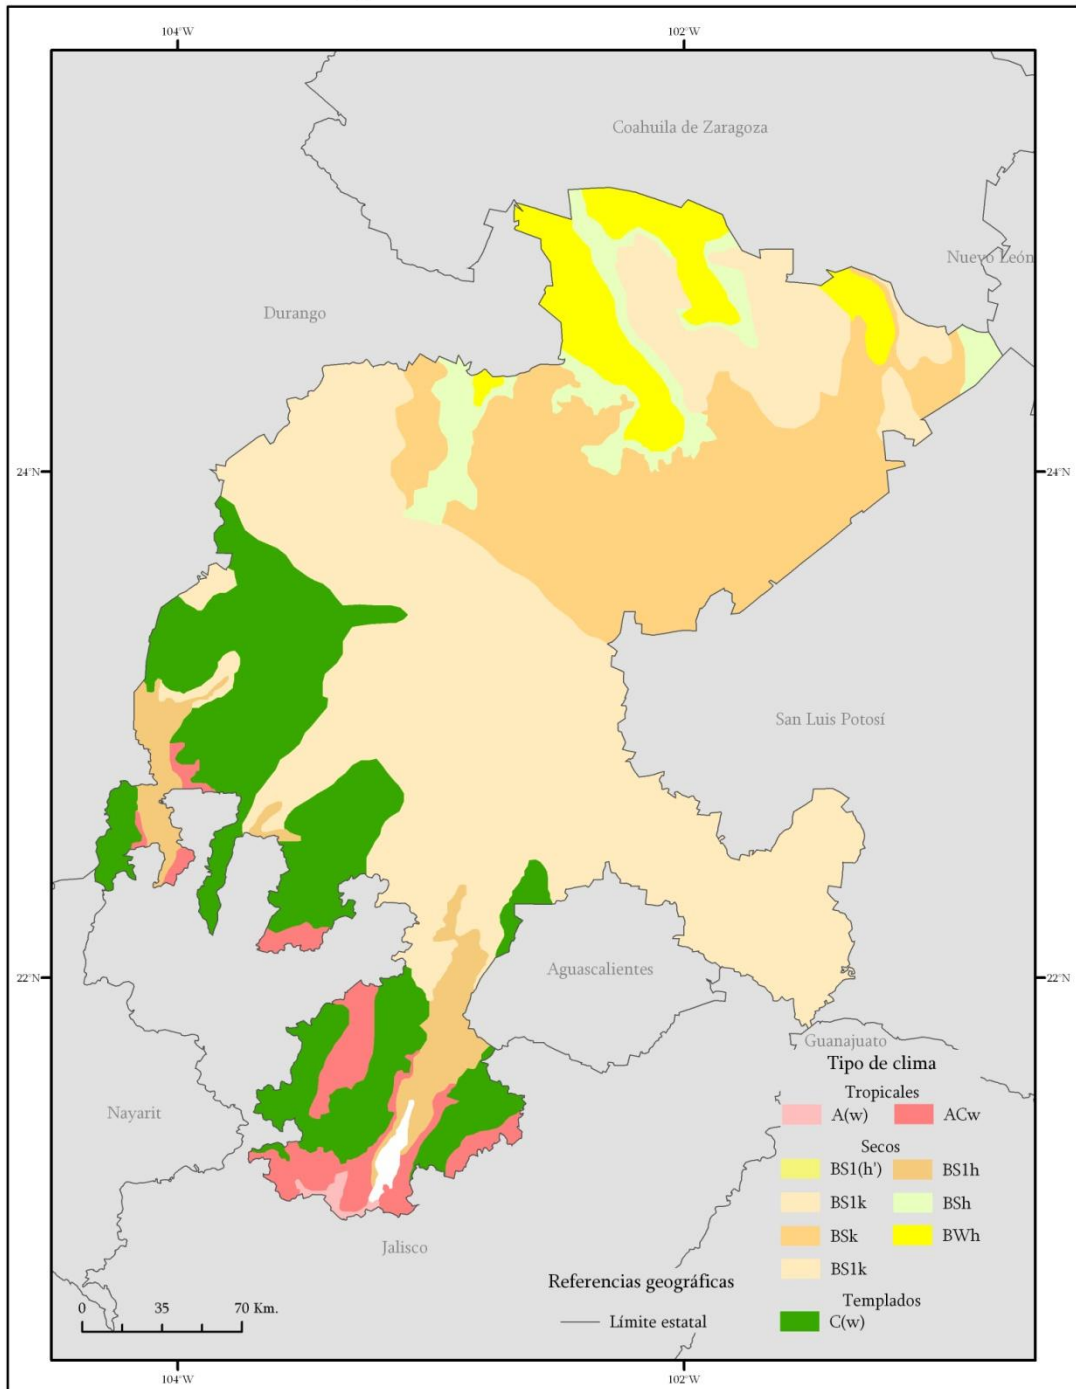 104°W 102°W
Coahuila de Zaragoza
Nuevo León
Durango
24°N 24°N
San Luis Potosí
22°N 22°N
Aguascalientes
Guanajuato
Nayarit
Jalisco
Tipo de clima
Tropicales
A(w) ACw
Secos
BS1(h') BS1h
BS1k BSh
BSk BWh
BS1k
Templados
C(w)
Referencias geográficas
Límite estatal
0 35 70 Km.
104°W 102°W